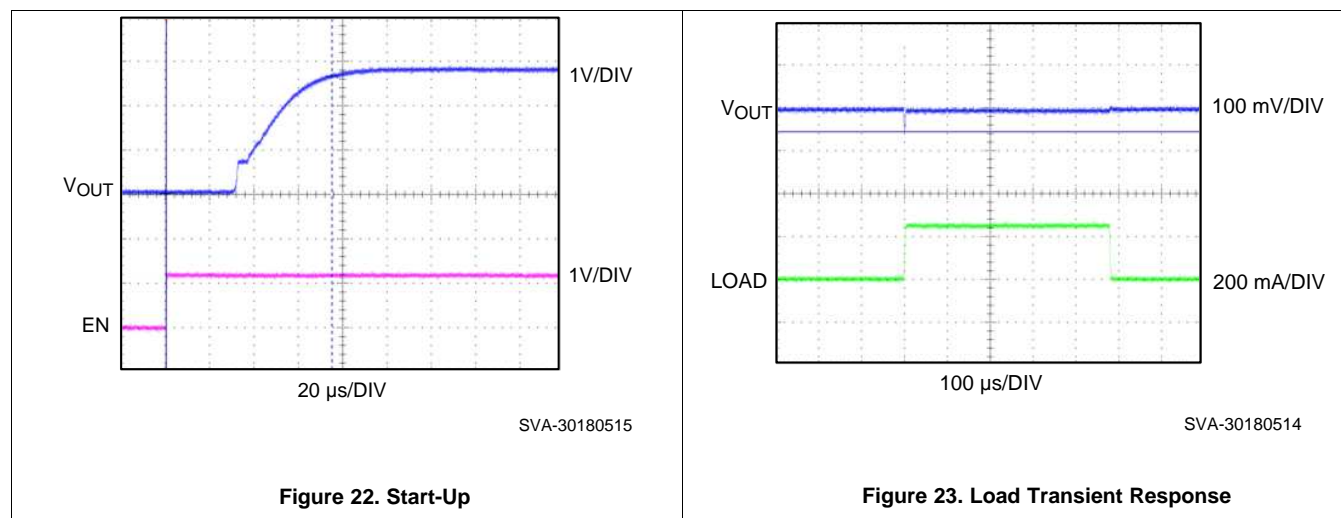 1V/DIV
VOUT
1V/DIV
EN
20 µs/DIV
SVA-30180515
Figure 22. Start-Up
VOUT
100 mV/DIV
LOAD
200 mA/DIV
100 µs/DIV
SVA-30180514
Figure 23. Load Transient Response